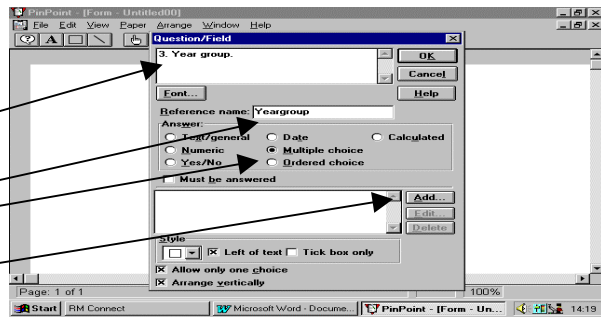 PinPoint - [Form - Untitled00]
File Edit View Paper Arrange Window Help
A
Question/Field
3. Year group.
OK
Cancel
Font...
Help
Reference name: Yeargroup
Answer:
Text/general Date Calculated
Numeric Multiple choice
Yes/No Ordered choice
Must be answered
Add...
Edit...
Delete
Style
Left of text Tick box only
Allow only one choice
Arrange vertically
Page: 1 of 1 100%
Start RM Connect Microsoft Word - Docume... PinPoint - [Form - Un... 14:19